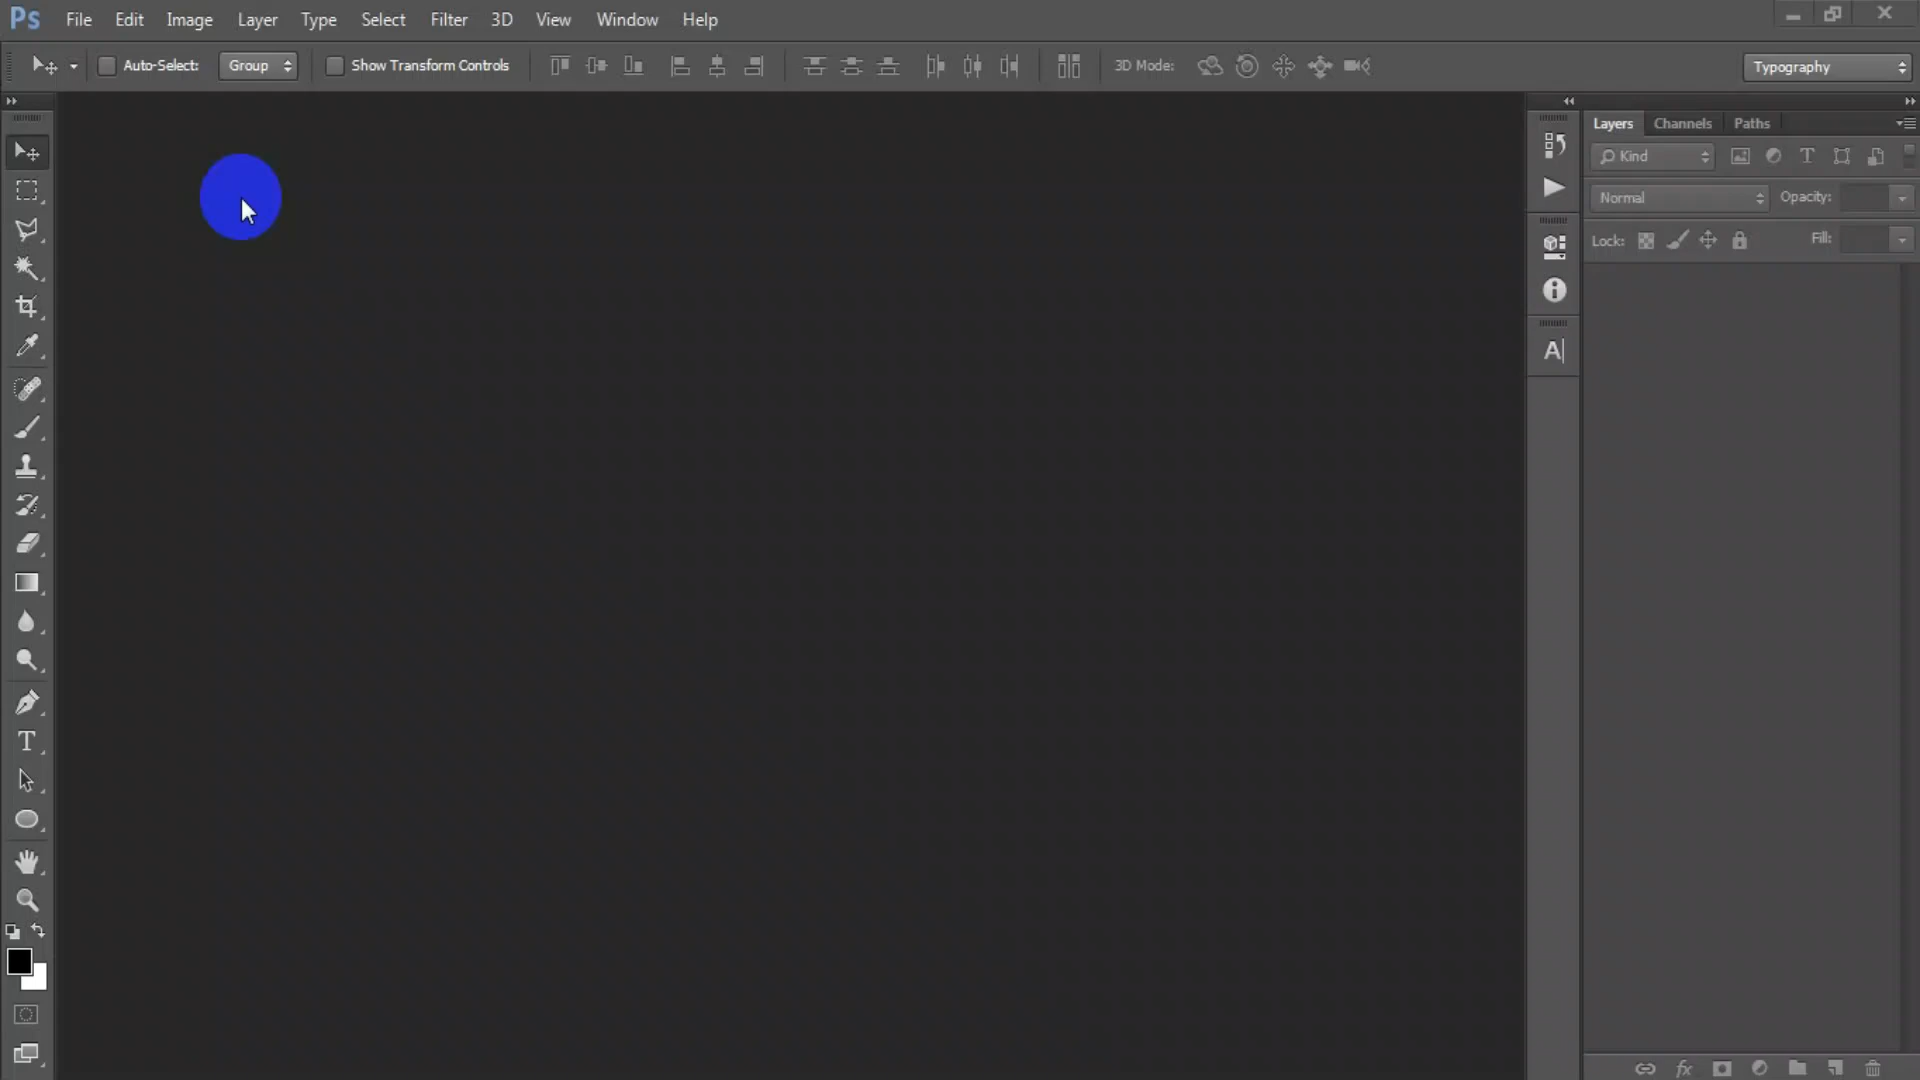 Ps File Edit Image Layer Type Select Filter 3D View Window Help
Auto-Select: Group Show Transform Controls 3D Mode: Typography
Layers Channels Paths
Kind
Normal Opacity:
Lock: Fill: